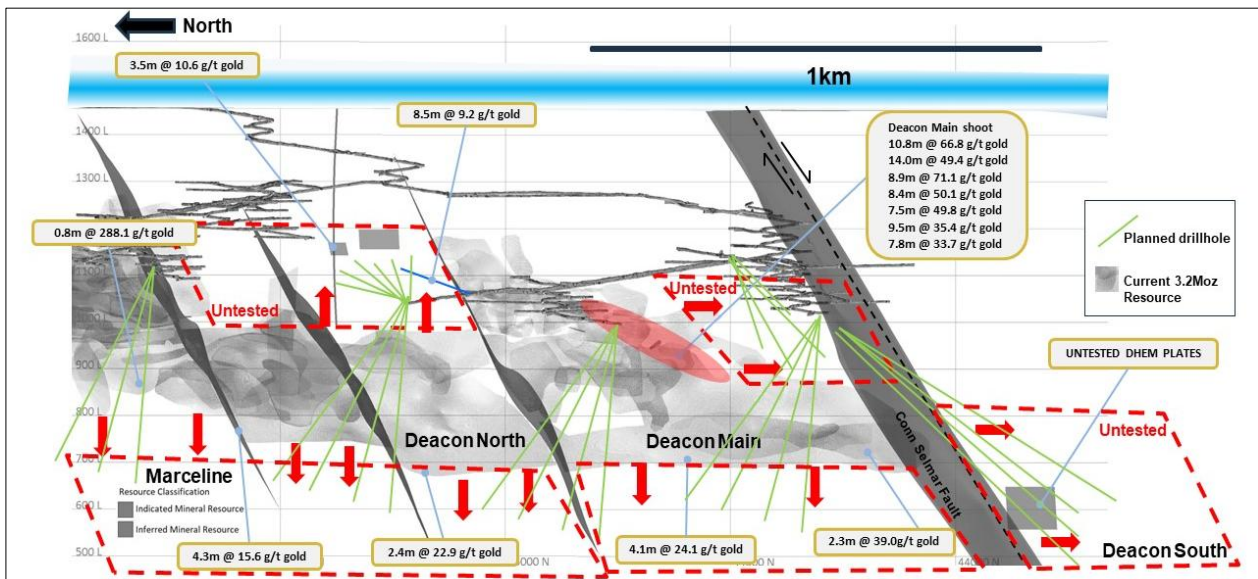 North
1600 L
3.5m @ 10.6 g/t gold
1km
8.5m @ 9.2 g/t gold
1400 L
1300 L
Deacon Main shoot
10.8m @ 66.8 g/t gold
14.0m @ 49.4 g/t gold
8.9m @ 71.1 g/t gold
8.4m @ 50.1 g/t gold
7.5m @ 49.8 g/t gold
9.5m @ 35.4 g/t gold
7.8m @ 33.7 g/t gold
0.8m @ 288.1 g/t gold
Planned drillhole
Current 3.2Moz
Resource
Untested
Untested
UNTESTED DHEM PLATES
900 L
800 L
Untested
Deacon North
Deacon Main
Conn Selmar Fault
700 L
Marceline
Resource Classification
Indicated Mineral Resource
Inferred Mineral Resource
600 L
500 L
4.3m @ 15.6 g/t gold
2.4m @ 22.9 g/t gold
4.1m @ 24.1 g/t gold
2.3m @ 39.0g/t gold
Deacon South